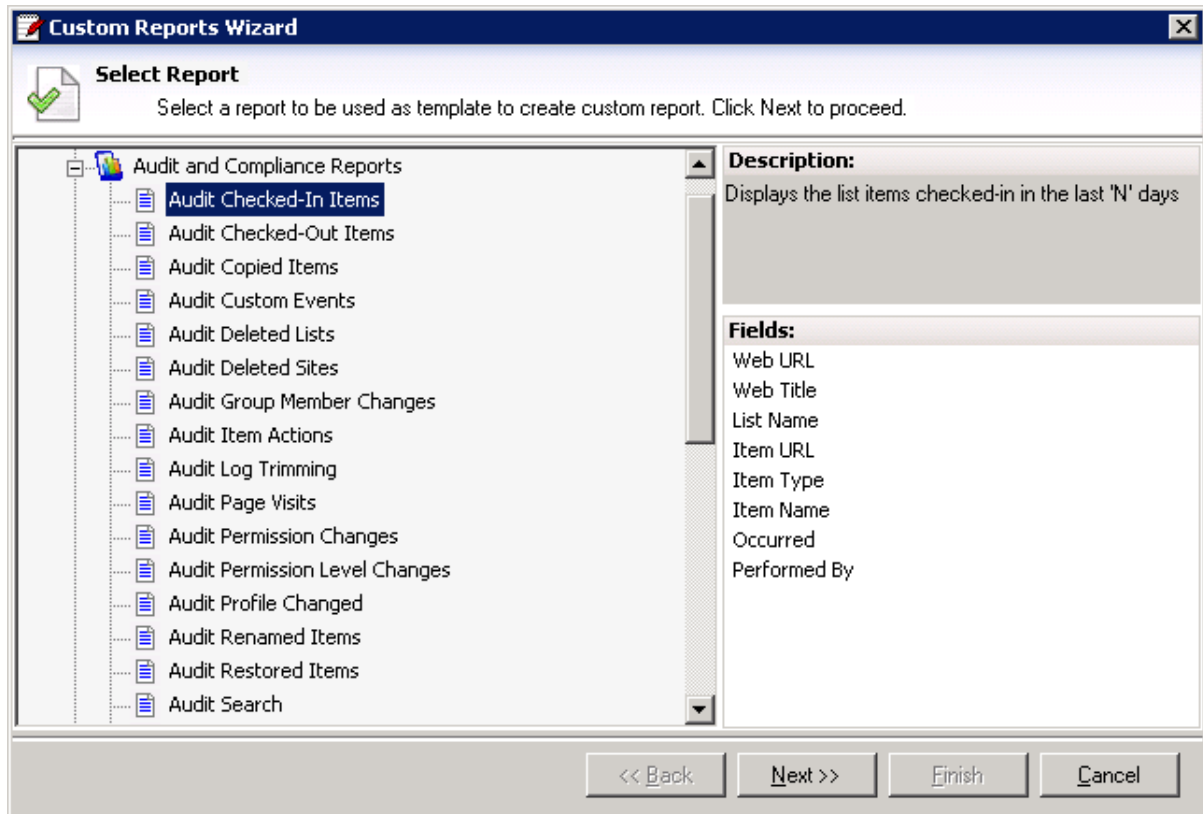 Custom Reports Wizard
Select Report
Select a report to be used as template to create custom report. Click Next to proceed.
Audit and Compliance Reports
Audit Checked-In Items
Audit Checked-Out Items
Audit Copied Items
Audit Custom Events
Audit Deleted Lists
Audit Deleted Sites
Audit Group Member Changes
Audit Item Actions
Audit Log Trimming
Audit Page Visits
Audit Permission Changes
Audit Permission Level Changes
Audit Profile Changed
Audit Renamed Items
Audit Restored Items
Audit Search
Description:
Displays the list items checked-in in the last 'N' days
Fields:
Web URL
Web Title
List Name
Item URL
Item Type
Item Name
Occurred
Performed By
<< Back Next >> Finish Cancel